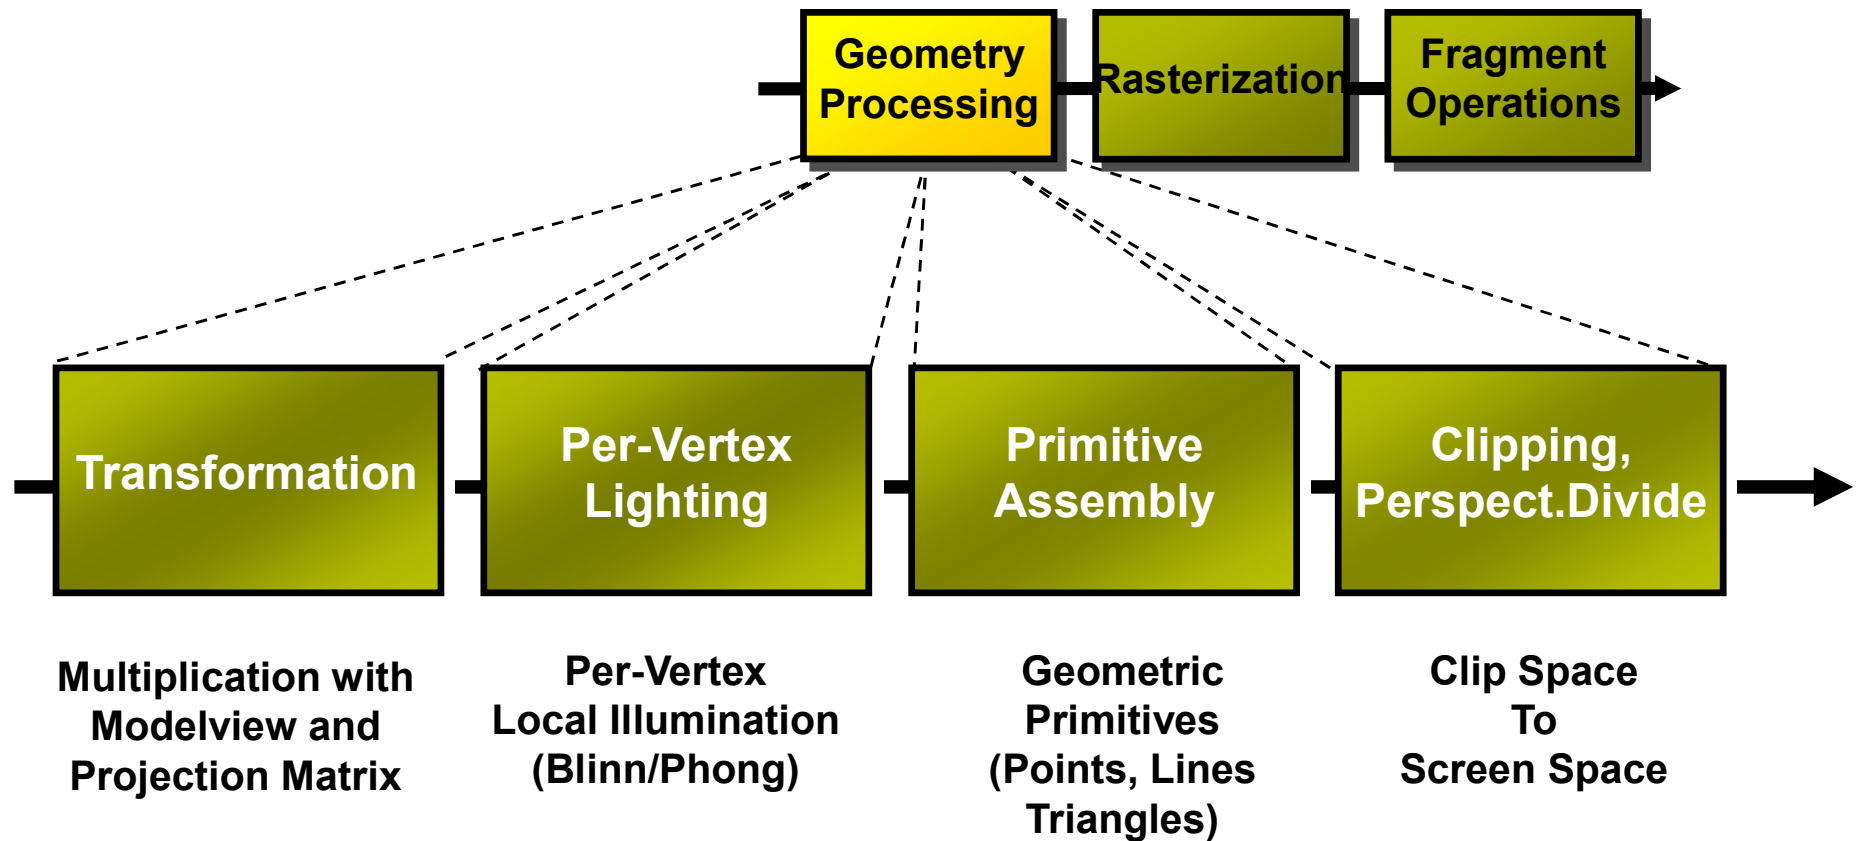 Geometry
Processing
Rasterization
Fragment
Operations
Transformation
Per-Vertex
Lighting
Primitive
Assembly
Clipping,
Perspect.Divide
Multiplication with
Modelview and
Projection Matrix
Per-Vertex
Local Illumination
(Blinn/Phong)
Geometric
Primitives
(Points, Lines
Triangles)
Clip Space
To
Screen Space